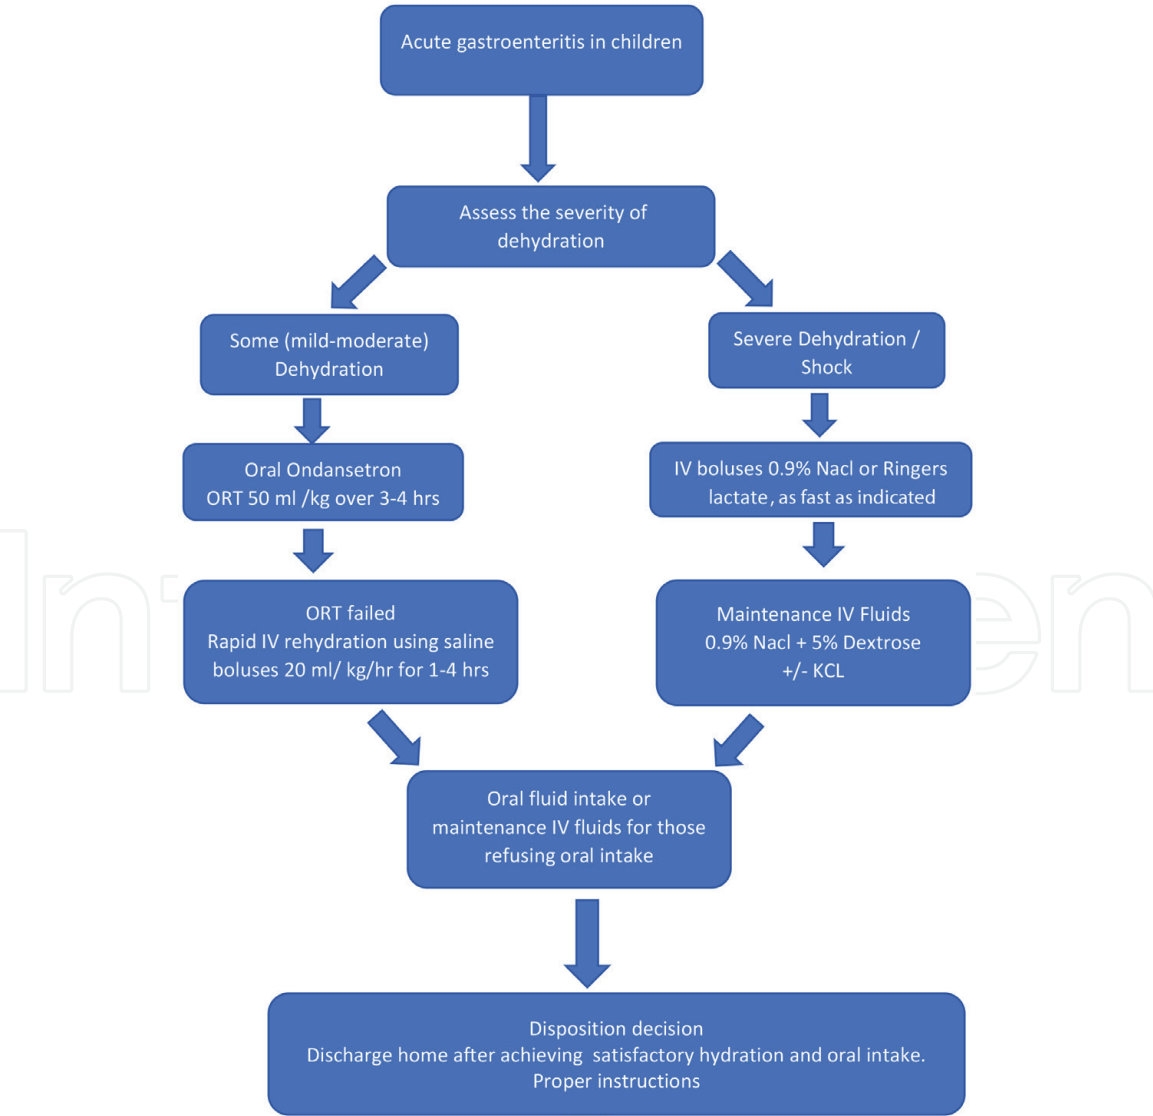 Acute gastroenteritis in children
Assess the severity of
dehydration
Some (mild-moderate)
Dehydration
Severe Dehydration /
Shock
Oral Ondansetron
ORT 50 ml /kg over 3-4 hrs
IV boluses 0.9% Nacl or Ringers
lactate, as fast as indicated
ORT failed
Rapid IV rehydration using saline
boluses 20 ml/ kg/hr for 1-4 hrs
Maintenance IV Fluids
0.9% Nacl + 5% Dextrose
+/- KCL
Oral fluid intake or
maintenance IV fluids for those
refusing oral intake
Disposition decision
Discharge home after achieving satisfactory hydration and oral intake.
Proper instructions